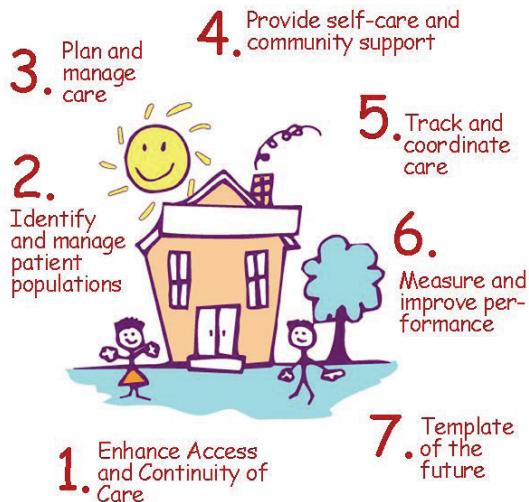 1. Enhance Access
and Continuity of
Care
2.
Identify
and manage
patient
populations
3. Plan and
manage
care
4. Provide self-care and
community support
5. Track and
coordinate
care
6.
Measure and
improve per-
formance
7. Template
of the
future